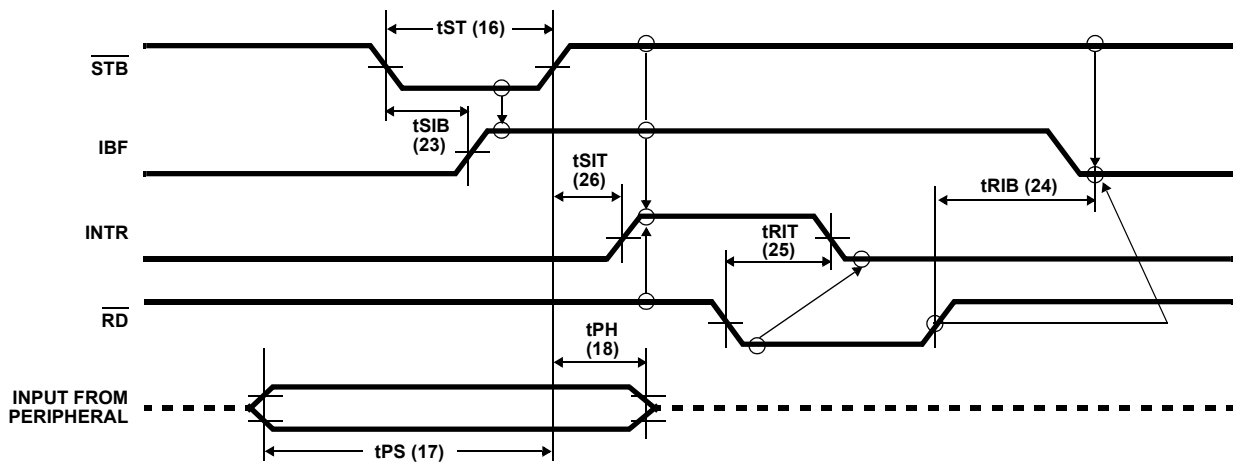 tST (16)
STB
tSIB
(23)
IBF
tSIT
(26)
tRIB (24)
INTR
tRIT
(25)
RD
tPH
(18)
INPUT FROM
PERIPHERAL
tPS (17)